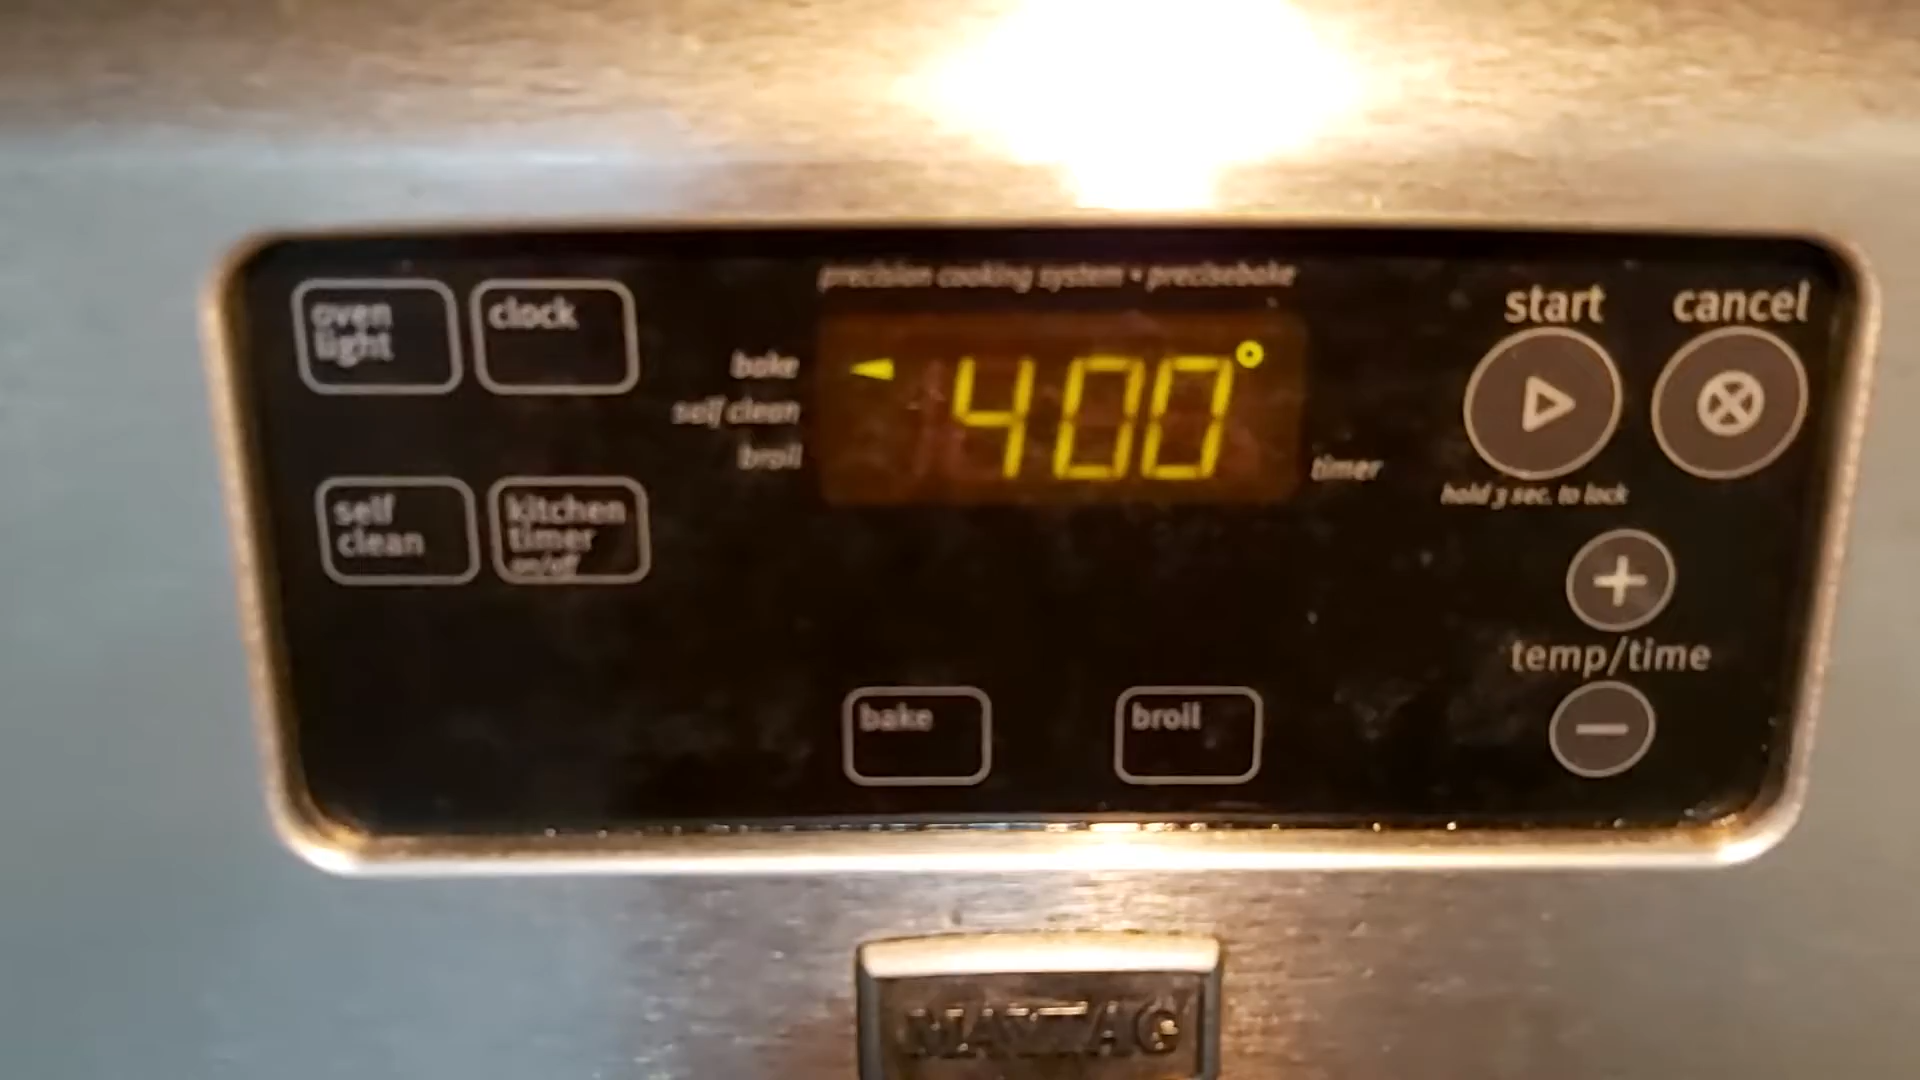 precision cooking system • precisebake
oven
light
clock
start
cancel
bake
self clean
broil
400°
timer
hold 3 sec. to lock
self
clean
kitchen
timer
on/off
temp/time
bake
broil
MAYTAG